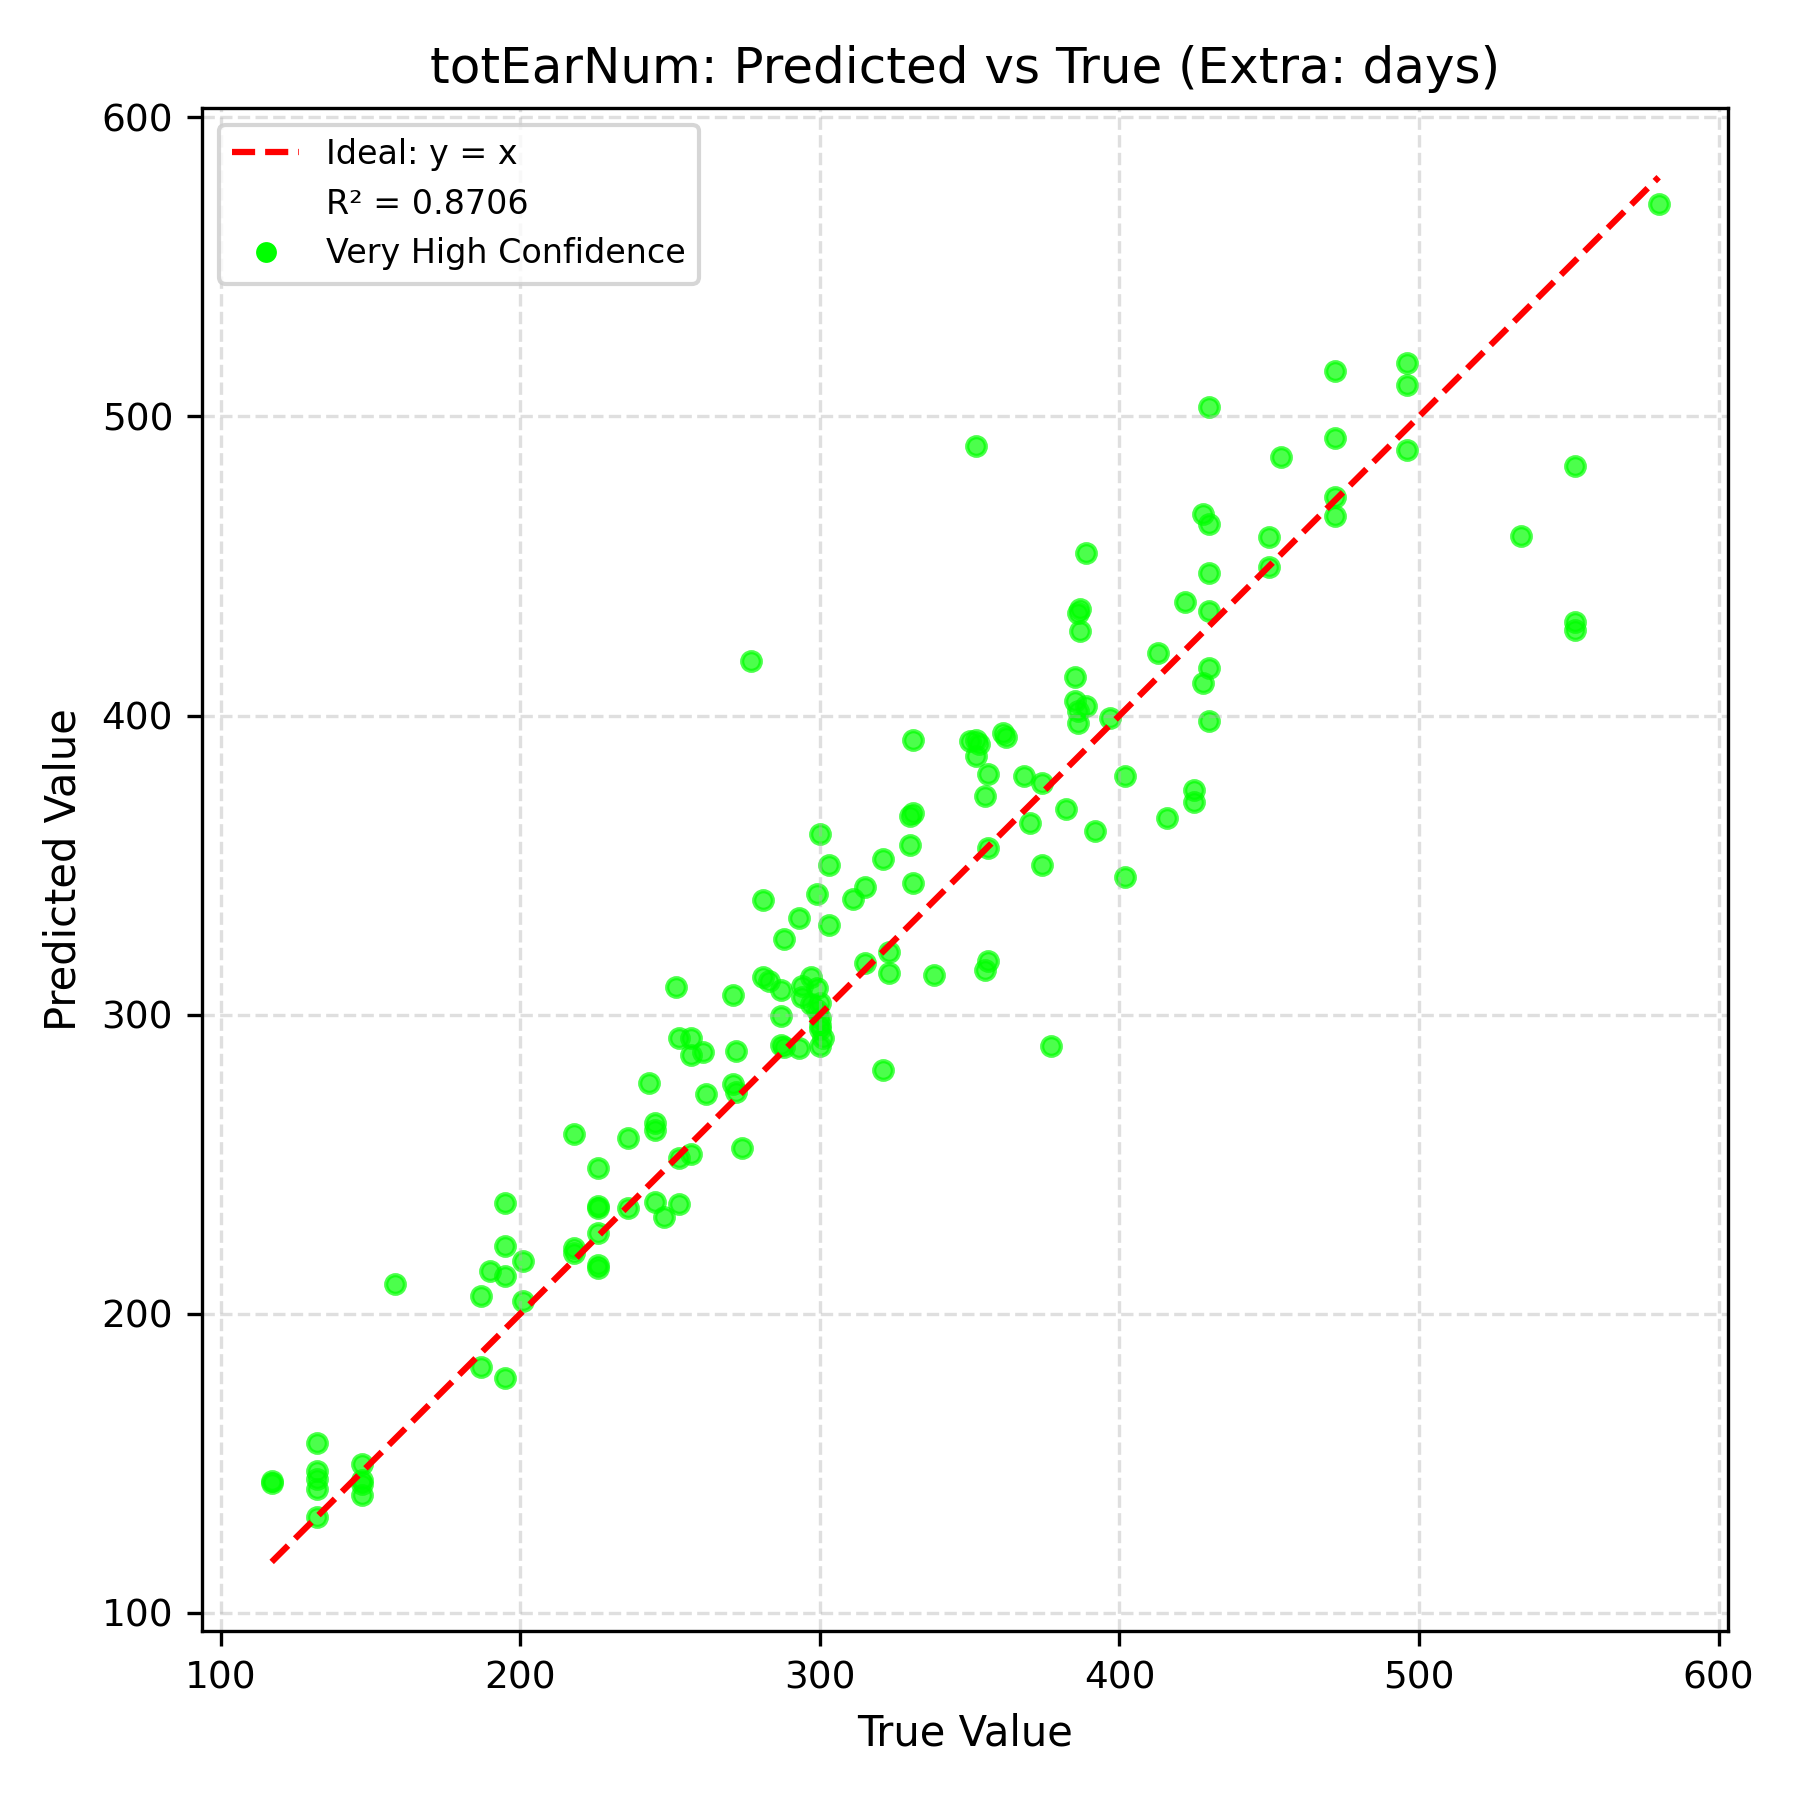 totEarNum: Predicted vs True (Extra: days)
Ideal: y = x
R² = 0.8706
Very High Confidence
Predicted Value
600
500
400
300
200
100
100 200 300 400 500 600
True Value